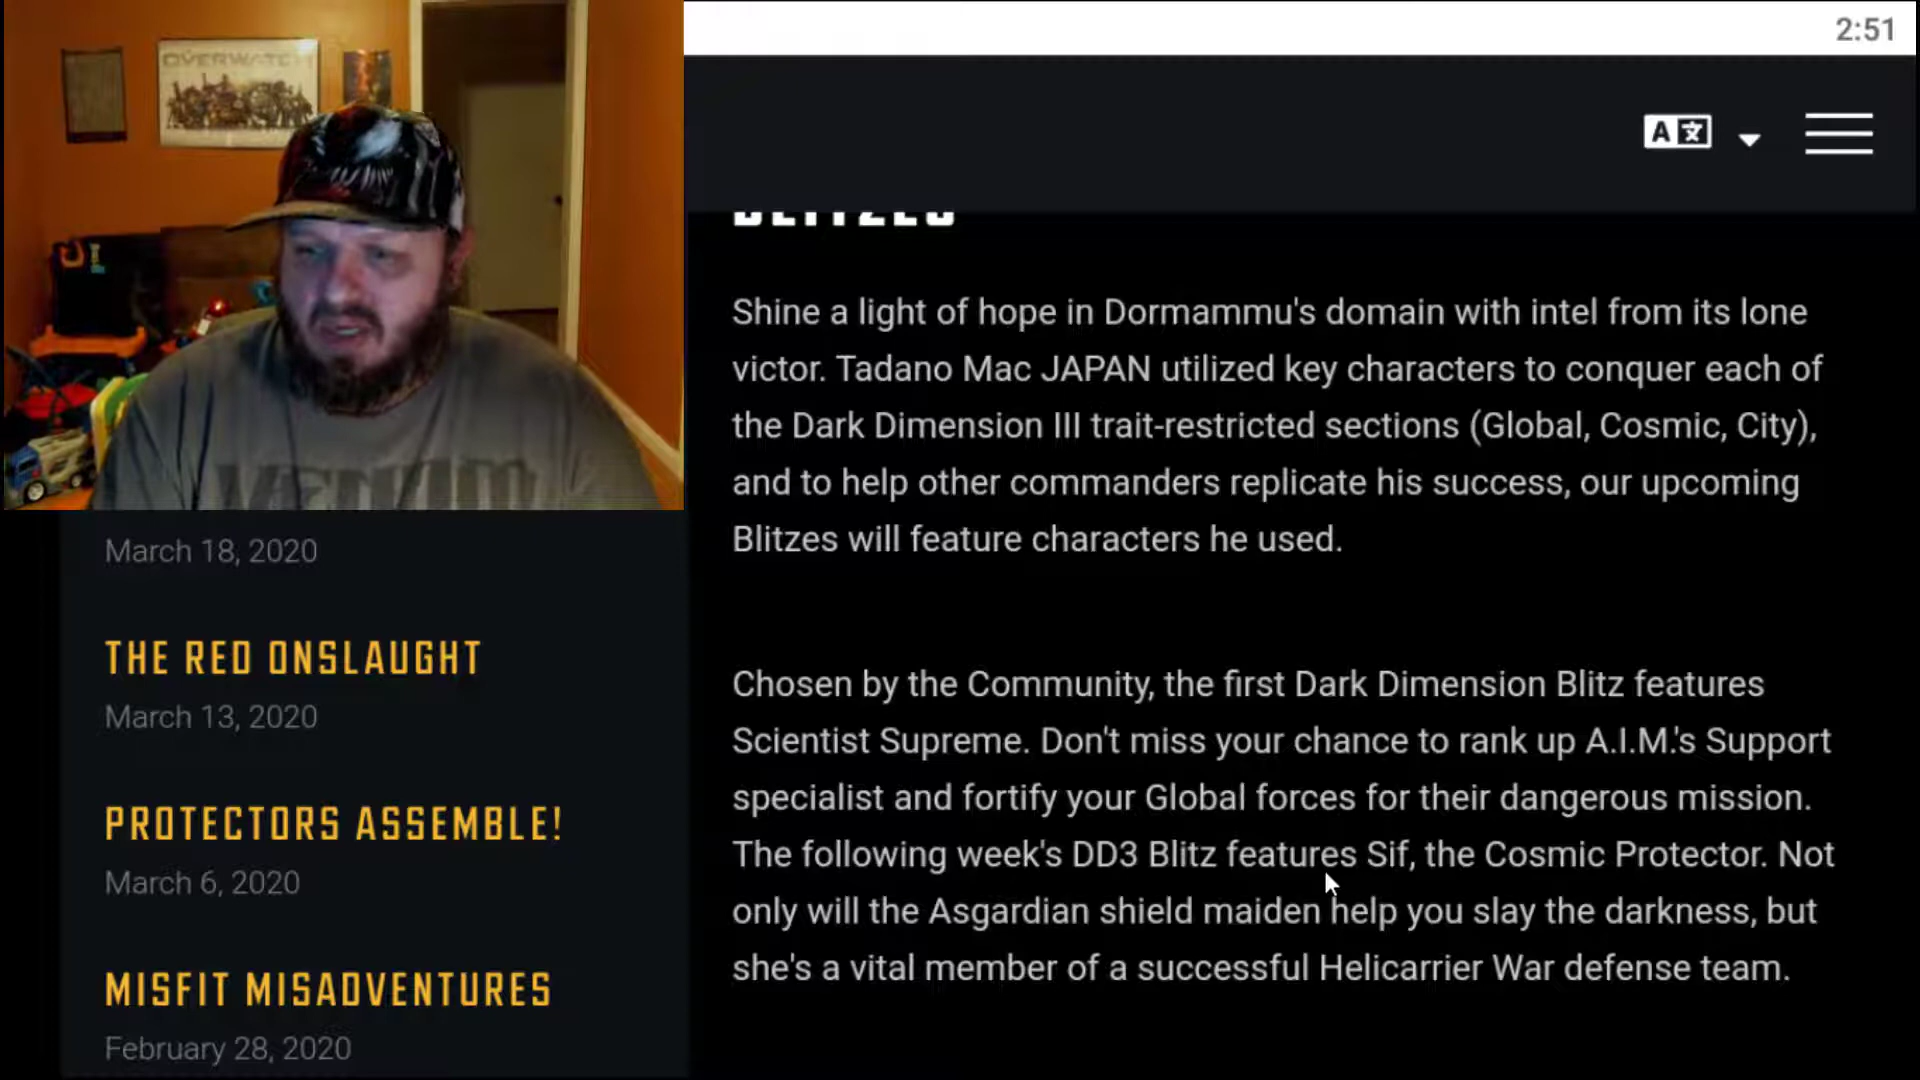 OVERWATCH
VENOM
2:51
BLITZES
Shine a light of hope in Dormammu's domain with intel from its lone
victor. Tadano Mac JAPAN utilized key characters to conquer each of
the Dark Dimension III trait-restricted sections (Global, Cosmic, City),
and to help other commanders replicate his success, our upcoming
Blitzes will feature characters he used.
Chosen by the Community, the first Dark Dimension Blitz features
Scientist Supreme. Don't miss your chance to rank up A.I.M.'s Support
specialist and fortify your Global forces for their dangerous mission.
The following week's DD3 Blitz features Sif, the Cosmic Protector. Not
only will the Asgardian shield maiden help you slay the darkness, but
she's a vital member of a successful Helicarrier War defense team.
March 18, 2020
THE RED ONSLAUGHT
March 13, 2020
PROTECTORS ASSEMBLE!
March 6, 2020
MISFIT MISADVENTURES
February 28, 2020